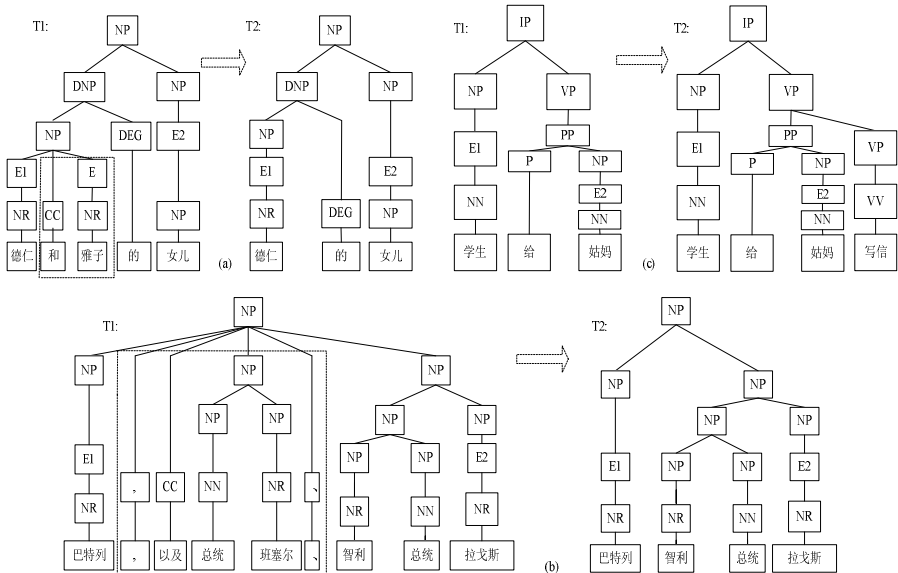 T1: NP T2: NP
DNP NP DNP NP
NP DEG E2 NP
E1 E E1 E2
NR CC NR NP NR DEG NP
德仁 和 雅子 的 女儿 德仁 的 女儿
(a)
T1: IP T2: IP
NP VP NP VP
E1 PP E1 PP VP
P NP P NP
NN E2 NN E2 VV
NN NN
学生 给 姑妈 学生 给 姑妈 写信
(c)
T1: NP T2: NP
NP NP NP NP NP
NP NP NP NP NP NP
E1 NP NP E2 E1 NP NP E2
, CC NN NR 、
NR NR NN NR NR NR NN NR
巴特列 , 以及 总统 班塞尔 、 智利 总统 拉戈斯 巴特列 智利 总统 拉戈斯
(b)